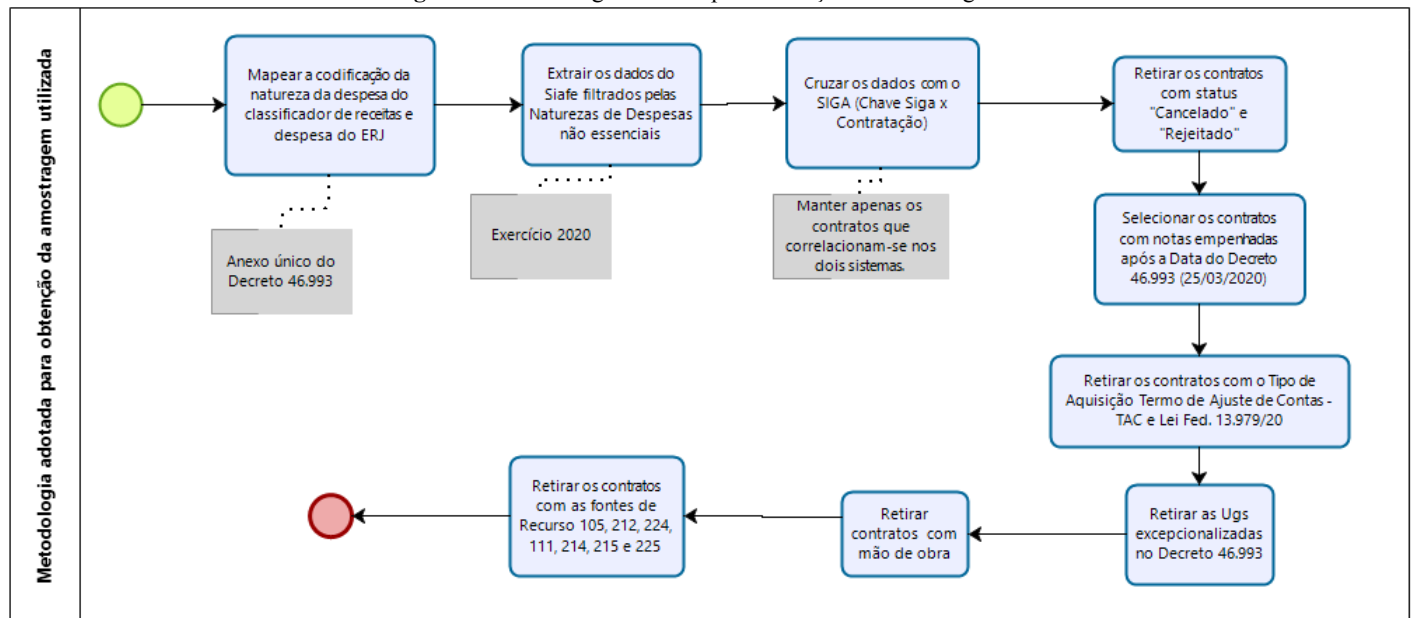 Metodologia adotada para obtenção da amostragem utilizada
Mapear a codificação da
natureza da despesa do
classificador de receitas e
despesa do ERJ
Anexo único do
Decreto 46.993
Extrair os dados do
Siafe filtrados pelas
Naturezas de Despesas
não essenciais
Exercício 2020
Cruzar os dados com o
SIGA (Chave Siga x
Contratação)
Manter apenas os
contratos que
correlacionam-se nos
dois sistemas.
Retirar os contratos
com status
"Cancelado" e
"Rejeitado"
Selecionar os contratos
com notas empenhadas
após a Data do Decreto
46.993 (25/03/2020)
Retirar os contratos com o Tipo de
Aquisição Termo de Ajuste de Contas -
TAC e Lei Fed. 13.979/20
Retirar as Ugs
excepcionalizadas
no Decreto 46.993
Retirar
contratos com
mão de obra
Retirar os contratos
com as fontes de
Recurso 105, 212, 224,
111, 214, 215 e 225